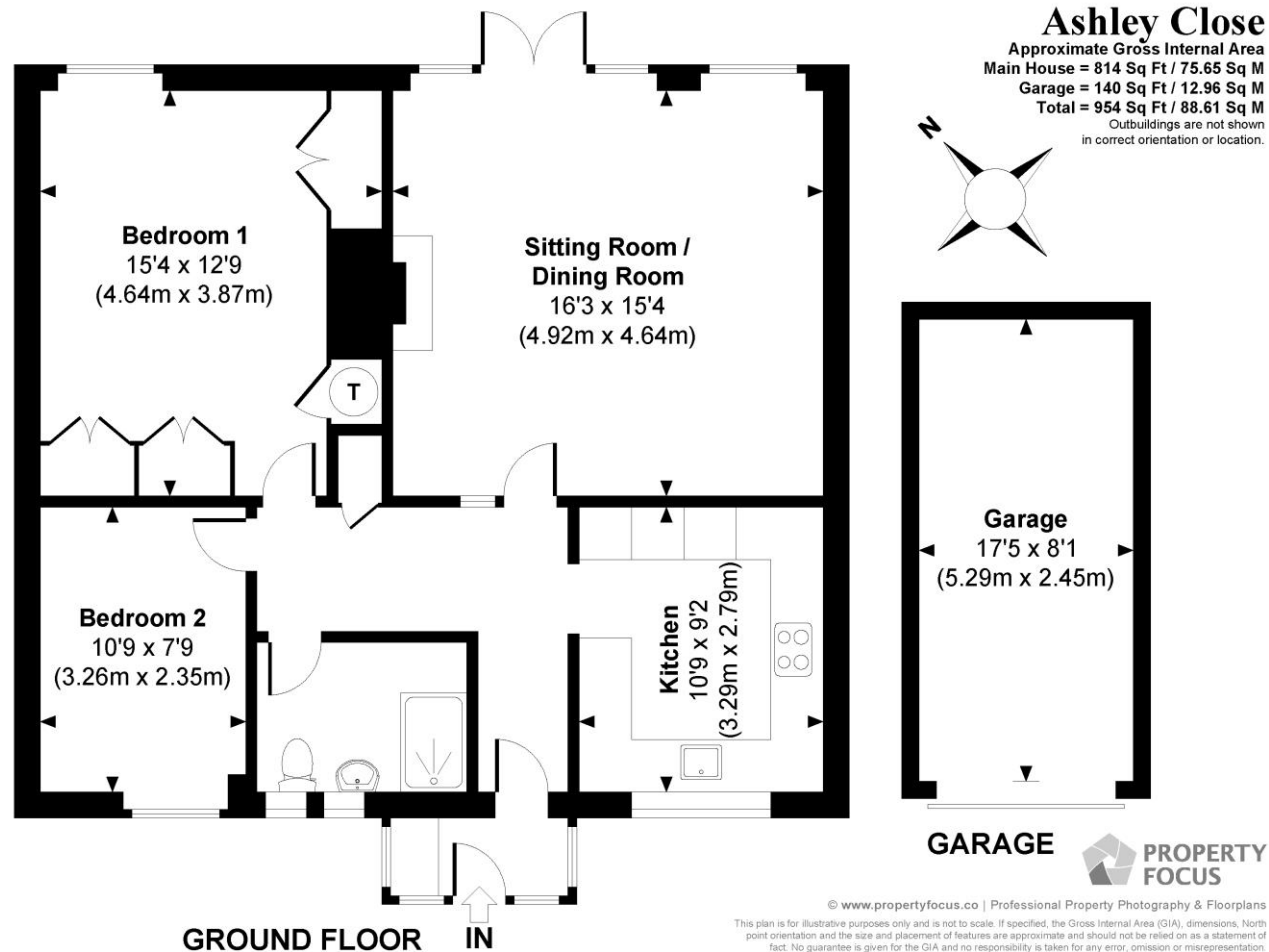 Ashley Close
Approximate Gross Internal Area
Main House = 814 Sq Ft / 75.65 Sq M
Garage = 140 Sq Ft / 12.96 Sq M
Total = 954 Sq Ft / 88.61 Sq M
Outbuildings are not shown
in correct orientation or location.
N
Bedroom 1
15'4 x 12'9
(4.64m x 3.87m)
Sitting Room /
Dining Room
16'3 x 15'4
(4.92m x 4.64m)
T
Garage
17'5 x 8'1
(5.29m x 2.45m)
Bedroom 2
10'9 x 7'9
(3.26m x 2.35m)
Kitchen
10'9 x 9'2
(3.29m x 2.79m)
GARAGE
PROPERTY
FOCUS
GROUND FLOOR
IN
© www.propertyfocus.co | Professional Property Photography & Floorplans
This plan is for illustrative purposes only and is not to scale. If specified, the Gross Internal Area (GIA), dimensions, North
point orientation and the size and placement of features are approximate and should not be relied on as a statement of
fact. No guarantee is given for the GIA and no responsibility is taken for any error, omission or misrepresentation.